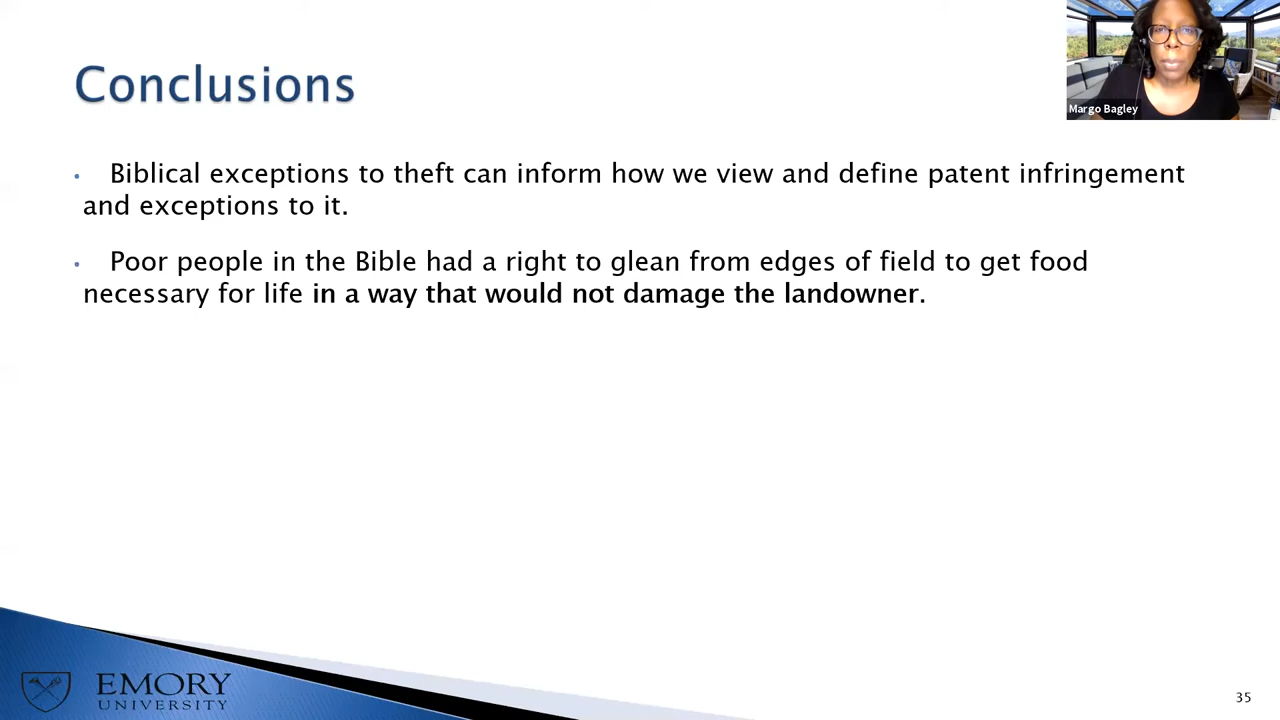 Conclusions
Margo Bagley
• Biblical exceptions to theft can inform how we view and define patent infringement
and exceptions to it.
• Poor people in the Bible had a right to glean from edges of field to get food
necessary for life in a way that would not damage the landowner.
EMORY
UNIVERSITY
35